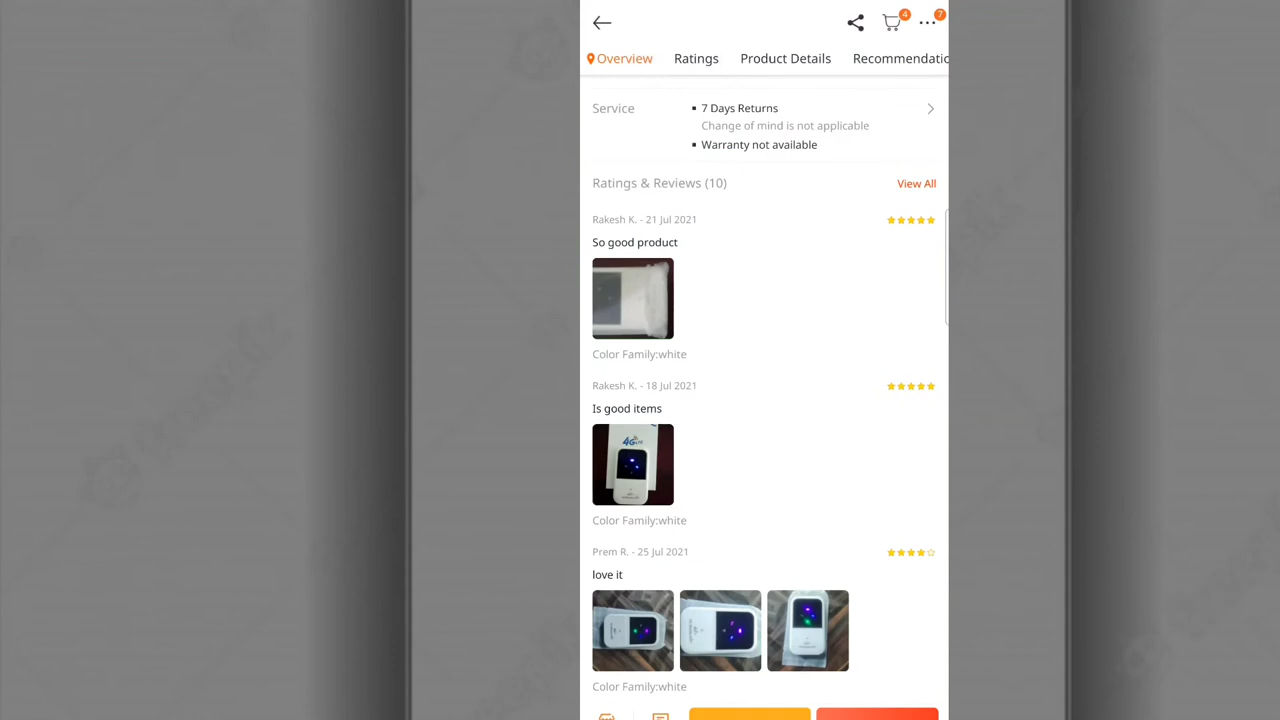 4
7
Overview Ratings Product Details Recommendatio
Service
7 Days Returns
Change of mind is not applicable
Warranty not available
Ratings & Reviews (10) View All
Rakesh K. - 21 Jul 2021
So good product
Color Family:white
Rakesh K. - 18 Jul 2021
Is good items
4G LTE
Color Family:white
Prem R. - 25 Jul 2021
love it
Color Family:white